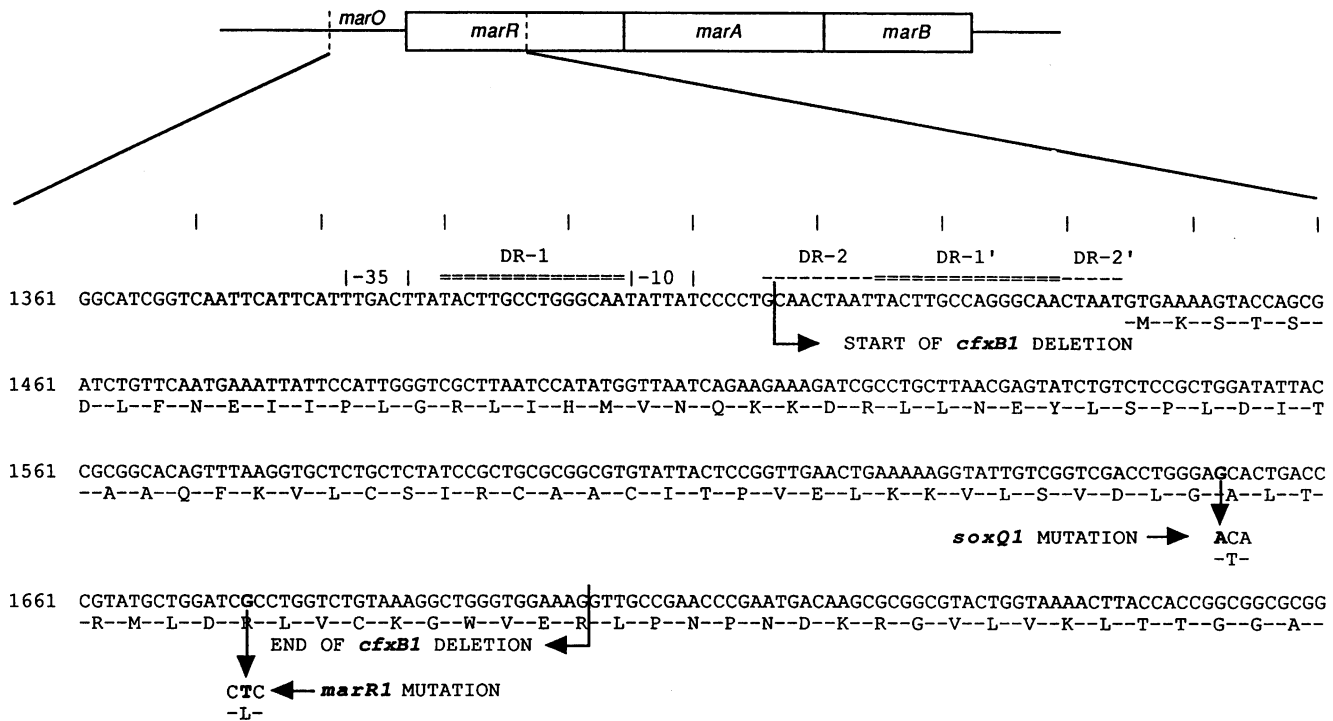 marO
marR marA marB
DR-1 DR-2 DR-1' DR-2'
|-35 | ================ |-10 | ---------================-----
1361 GGCATCGGTCAATTCATTCATTTGACTTATACTTGCCTGGGCAATATTATCCCCTGCAACTAATTACTTGCCAGGGCAACTAATGTGAAAAGTACCAGCG
-M--K--S--T--S-
START OF cfxB1 DELETION
1461 ATCTGTTCAATGAAATTATTCCATTGGGTCGCTTAATCCATATGGTTAATCAGAAGAAAGATCGCCTGCTTAACGAGTATCTGTCTCCGCTGGATATTAC
D--L--F--N--E--I--I--P--L--G--R--L--I--H--M--V--N--Q--K--K--D--R--L--L--N--E--Y--L--S--P--L--D--I--T
1561 CGCGGCACAGTTTAAGGTGCTCTGCTCTATCCGCTGCGCGGCGTGTATTACTCCGGTTGAACTGAAAAAGGTATTGTCGGTCGACCTGGGAGCACTGACC
--A--A--Q--F--K--V--L--C--S--I--R--C--A--A--C--I--T--P--V--E--L--K--K--V--L--S--V--D--L--G--A--L--T-
soxQ1 MUTATION ACA
-T-
1661 CGTATGCTGGATCGCCTGGTCTGTAAAGGCTGGGTGGAAAGGTTGCCGAACCCGAATGACAAGCGCGGCGTACTGGTAAAACTTACCACCGGCGGCGCGG
-R--M--L--D--R--L--V--C--K--G--W--V--E--R--L--P--N--P--N--D--K--R--G--V--L--V--K--L--T--T--G--G--A--
END OF cfxB1 DELETION
CTC marR1 MUTATION
-L-